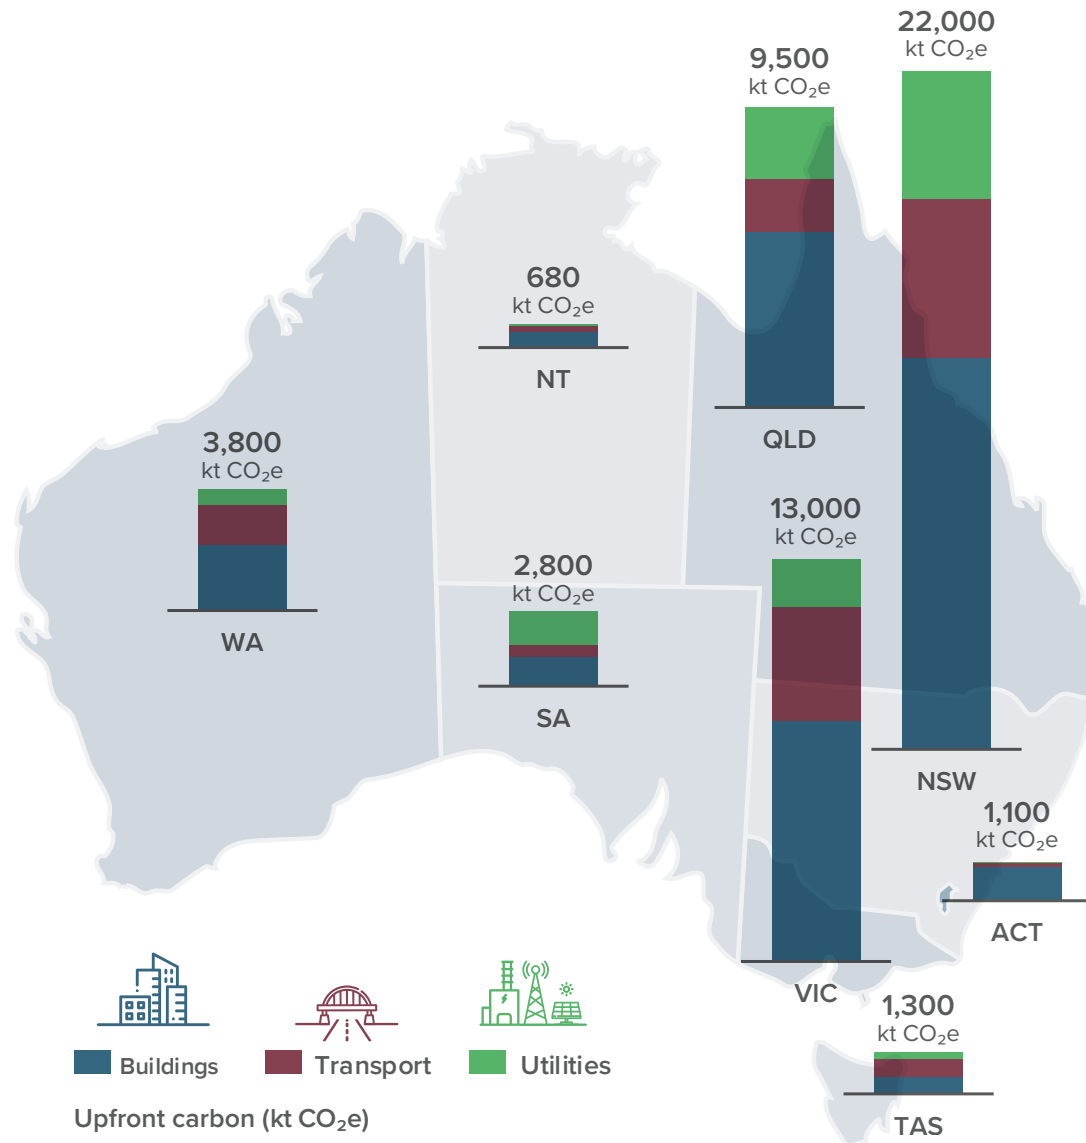 22,000
kt CO₂e
9,500
kt CO₂e
680
kt CO₂e
NT
QLD
3,800
kt CO₂e
13,000
kt CO₂e
2,800
kt CO₂e
WA
SA
NSW
1,100
kt CO₂e
ACT
VIC
1,300
kt CO₂e
Buildings
Transport
Utilities
Upfront carbon (kt CO₂e)
TAS